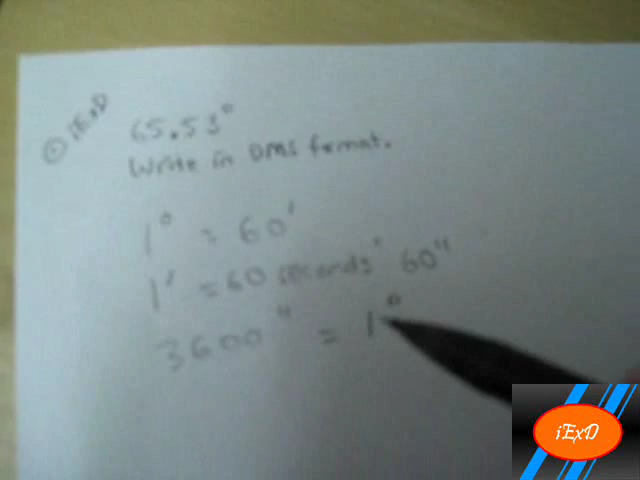 © iExD
65.53°
Write in DMS format.
1° = 60'
1' = 60 seconds" 60"
3600" = 1°
iExD